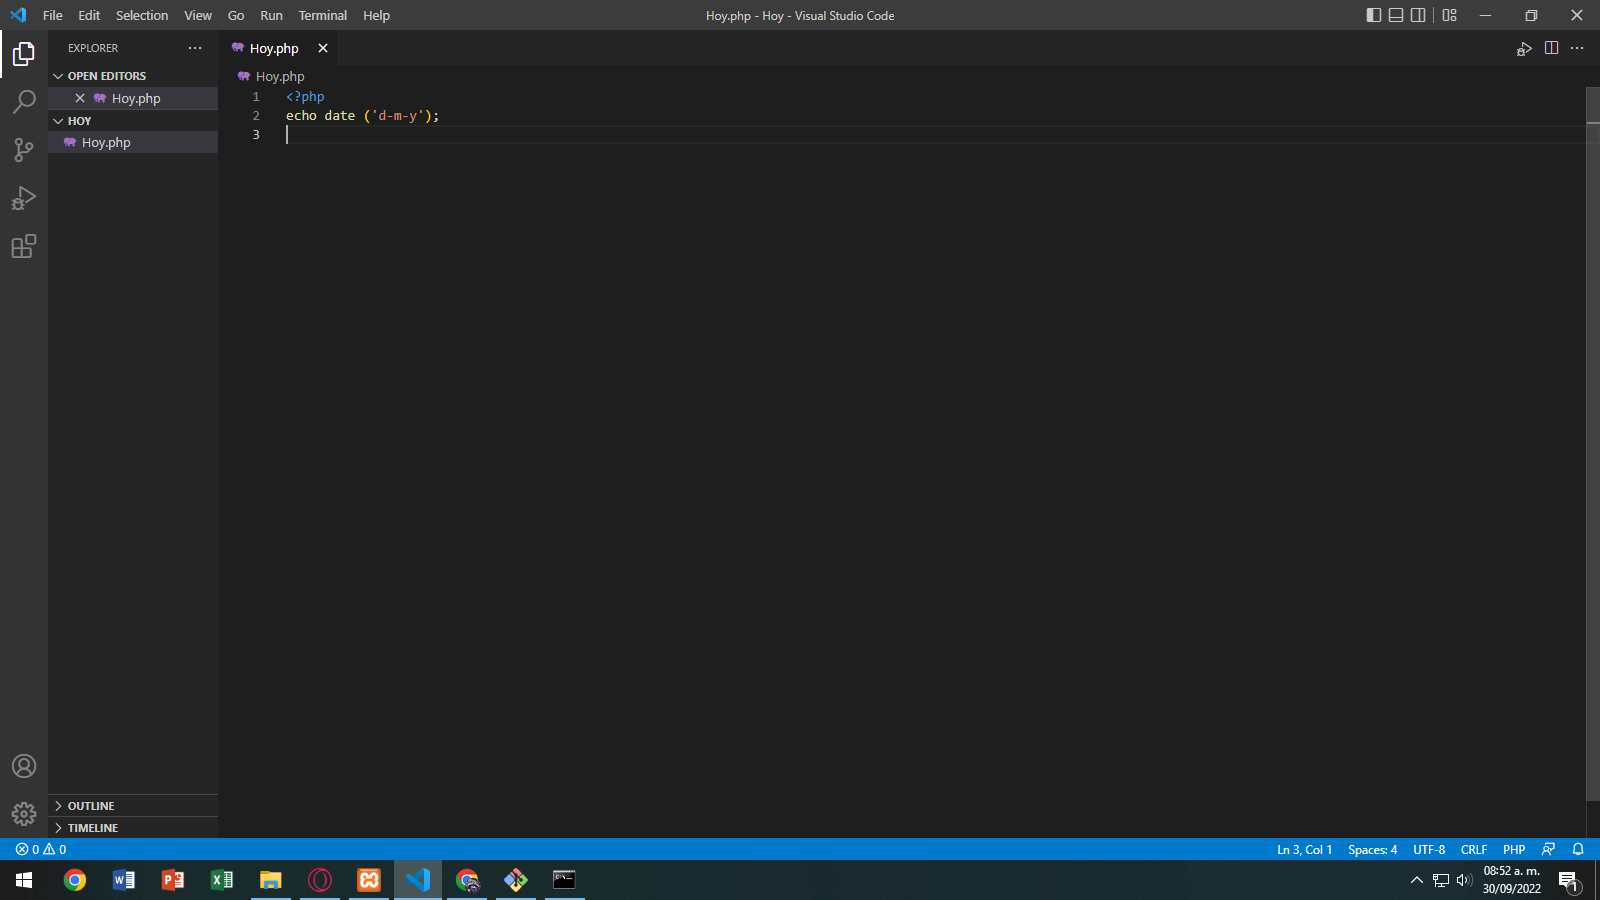 File Edit Selection View Go Run Terminal Help
Hoy.php - Hoy - Visual Studio Code
EXPLORER
OPEN EDITORS
Hoy.php
HOY
Hoy.php
OUTLINE
TIMELINE
Hoy.php
Hoy.php
1 <?php
2 echo date ('d-m-y');
3
0 0
Ln 3, Col 1 Spaces: 4 UTF-8 CRLF PHP
08:52 a. m.
30/09/2022
1